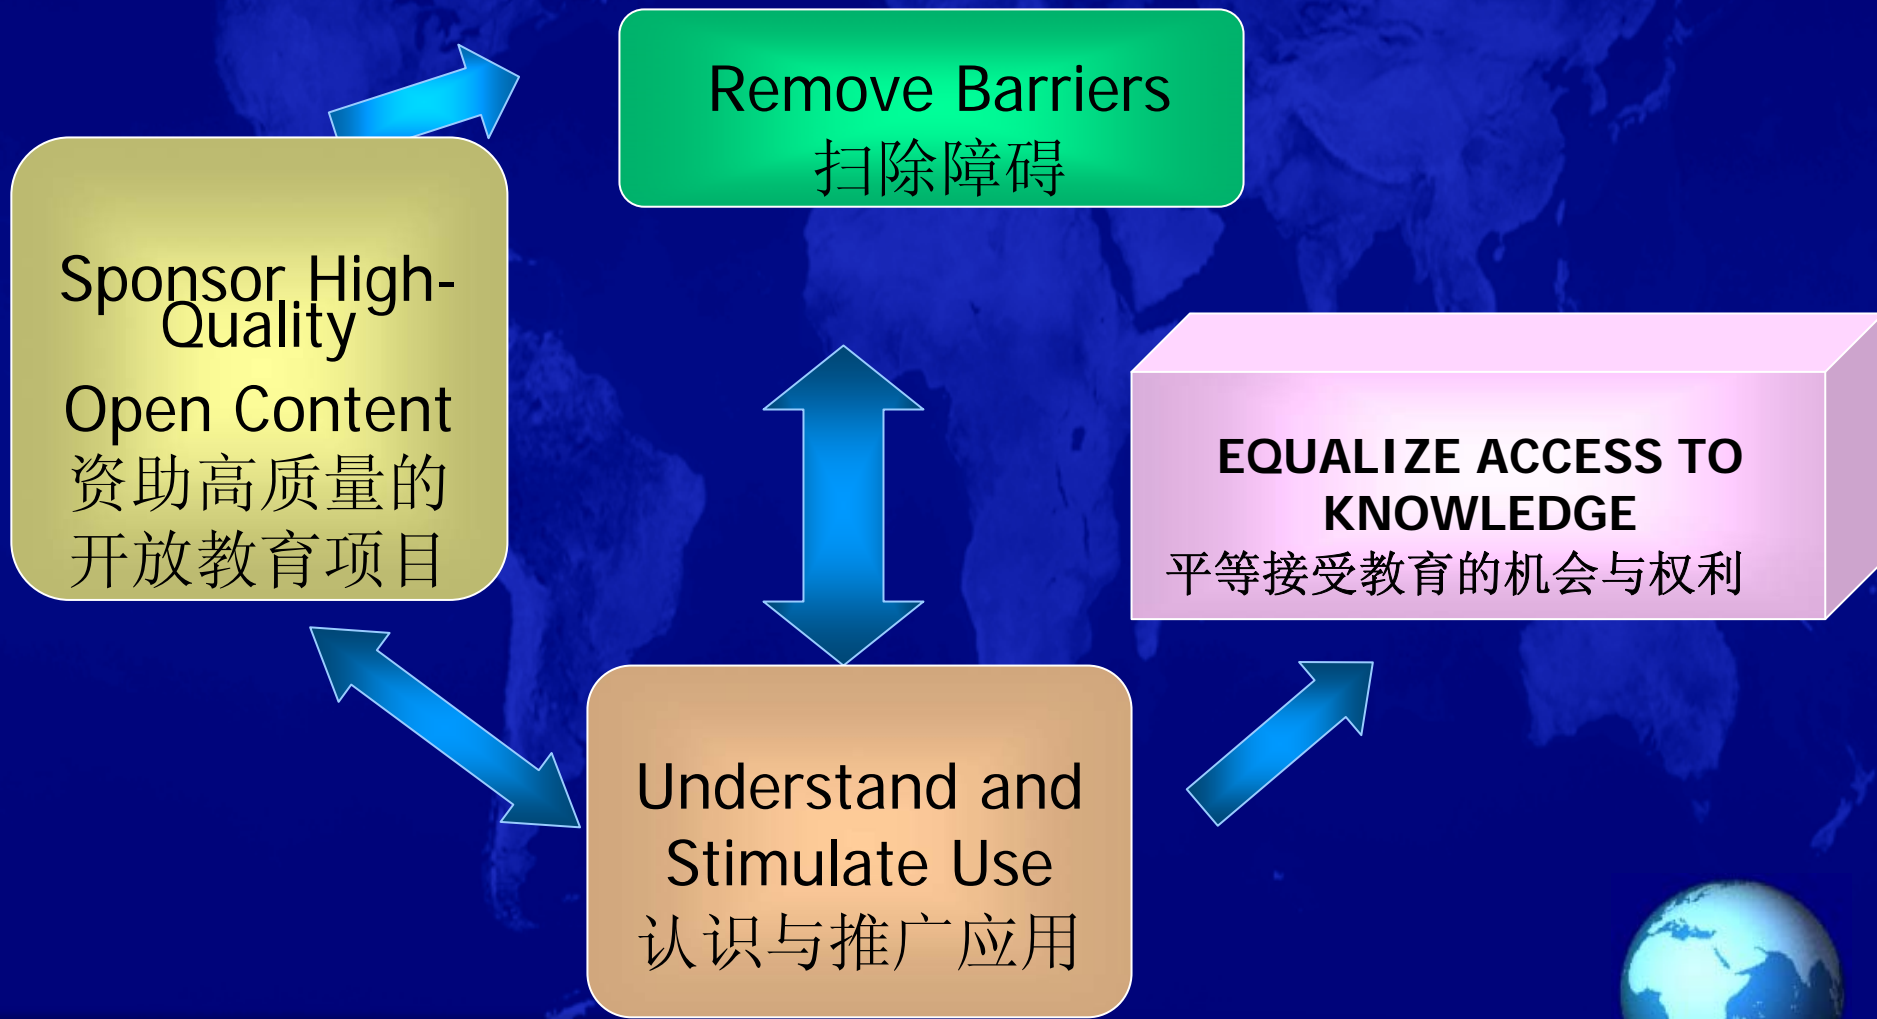 Remove Barriers
扫除障碍
Sponsor High-
Quality
Open Content
资助高质量的
开放教育项目
EQUALIZE ACCESS TO
KNOWLEDGE
平等接受教育的机会与权利
Understand and
Stimulate Use
认识与推广应用